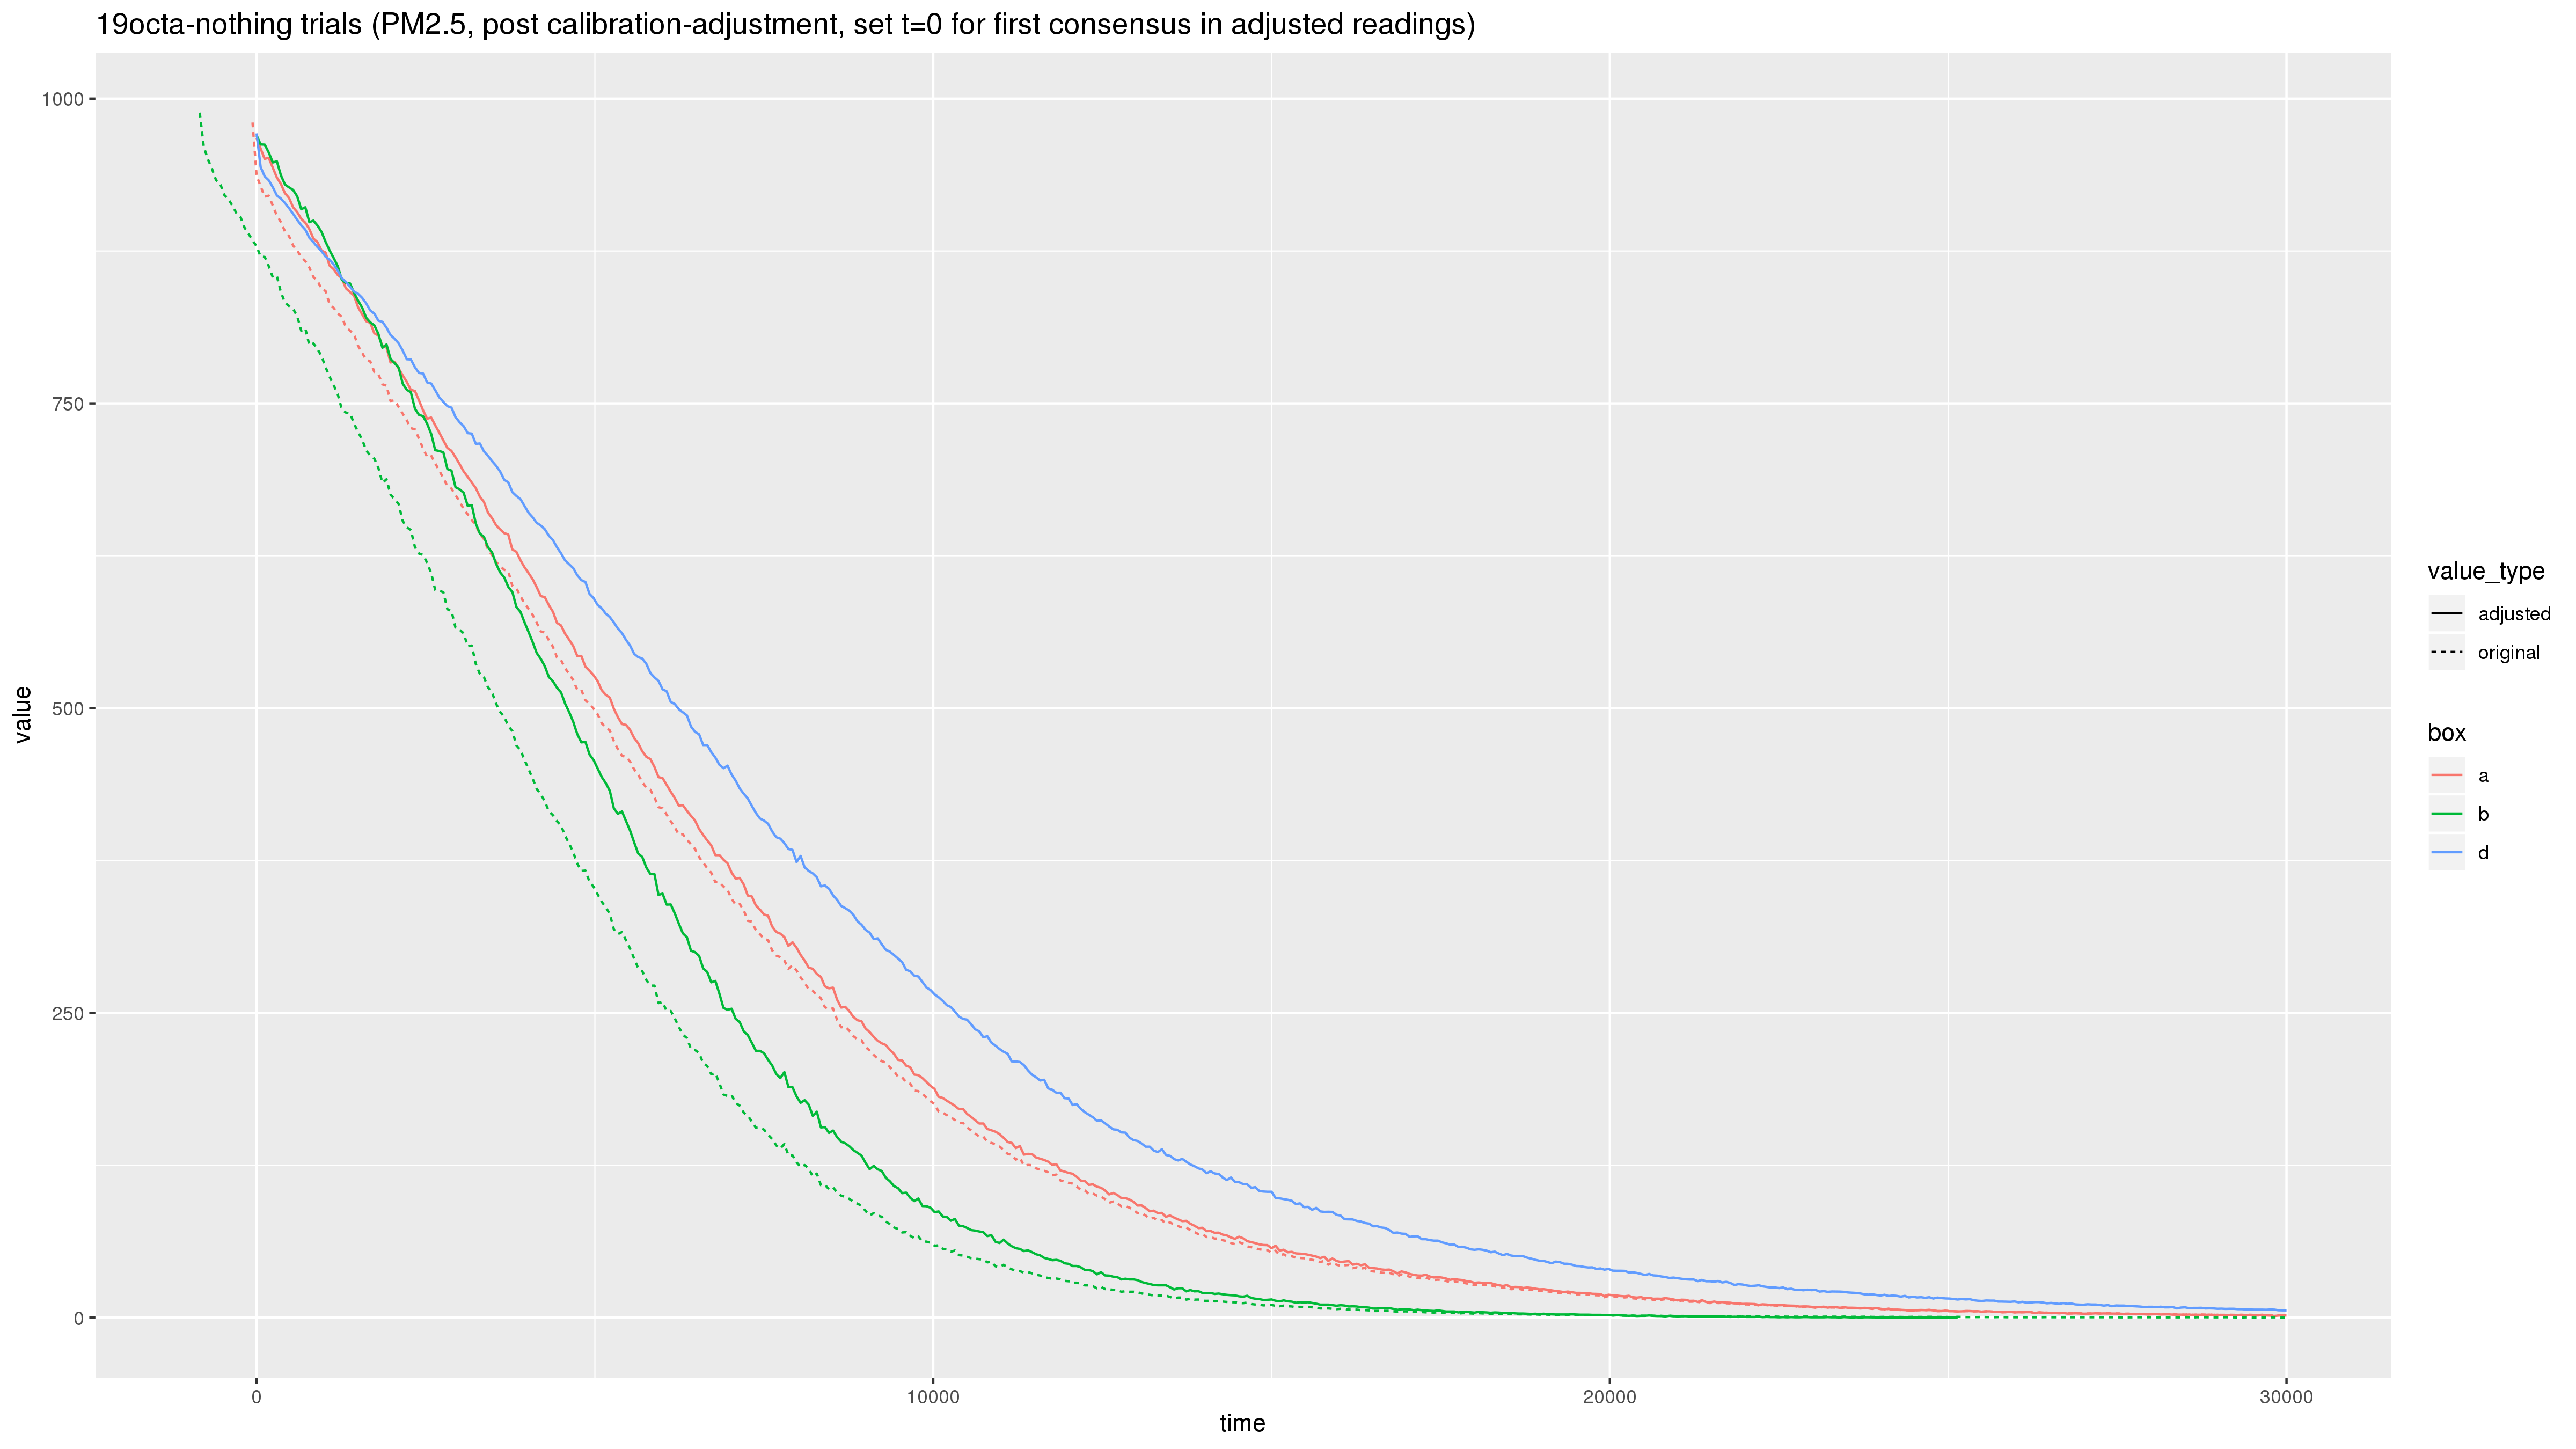 19octa-nothing trials (PM2.5, post calibration-adjustment, set t=0 for first consensus in adjusted readings)
1000
750
500
250
0
value
0
10000
20000
30000
time
value_type
adjusted
original
box
a
b
d